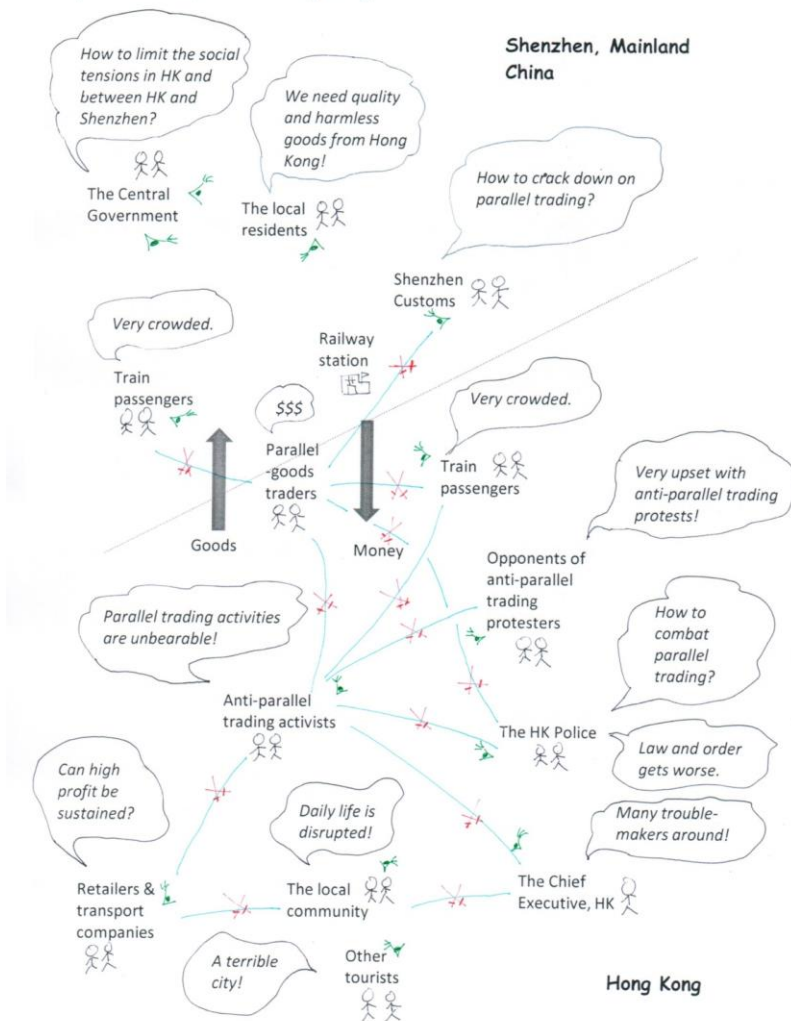 Shenzhen, Mainland
China
How to limit the social
tensions in HK and
between HK and
Shenzhen?
We need quality
and harmless
goods from Hong
Kong!
How to crack down on
parallel trading?
The Central
Government
The local
residents
Shenzhen
Customs
Very crowded.
Train
passengers
Railway
station
$$$
Parallel
-goods
traders
Very crowded.
Train
passengers
Very upset with
anti-parallel trading
protests!
Goods
Money
Opponents of
anti-parallel
trading
protesters
Parallel trading activities
are unbearable!
How to
combat
parallel
trading?
Anti-parallel
trading activists
The HK Police
Law and order
gets worse.
Can high
profit be
sustained?
Daily life is
disrupted!
Many trouble-
makers around!
Retailers &
transport
companies
The local
community
The Chief
Executive, HK
A terrible
city!
Other
tourists
Hong Kong